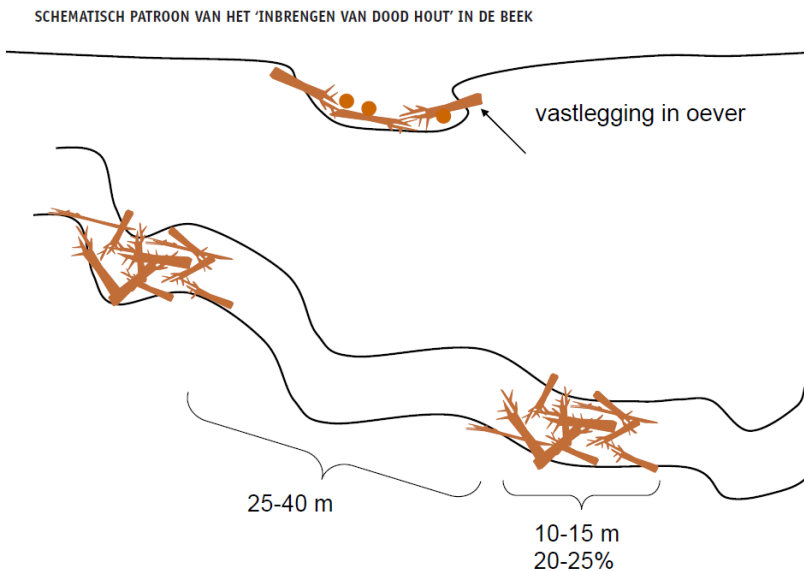 SCHEMATISCH PATROON VAN HET ‘INBRENGEN VAN DOOD HOUT’ IN DE BEEK
vastlegging in oever
25-40 m
10-15 m
20-25%